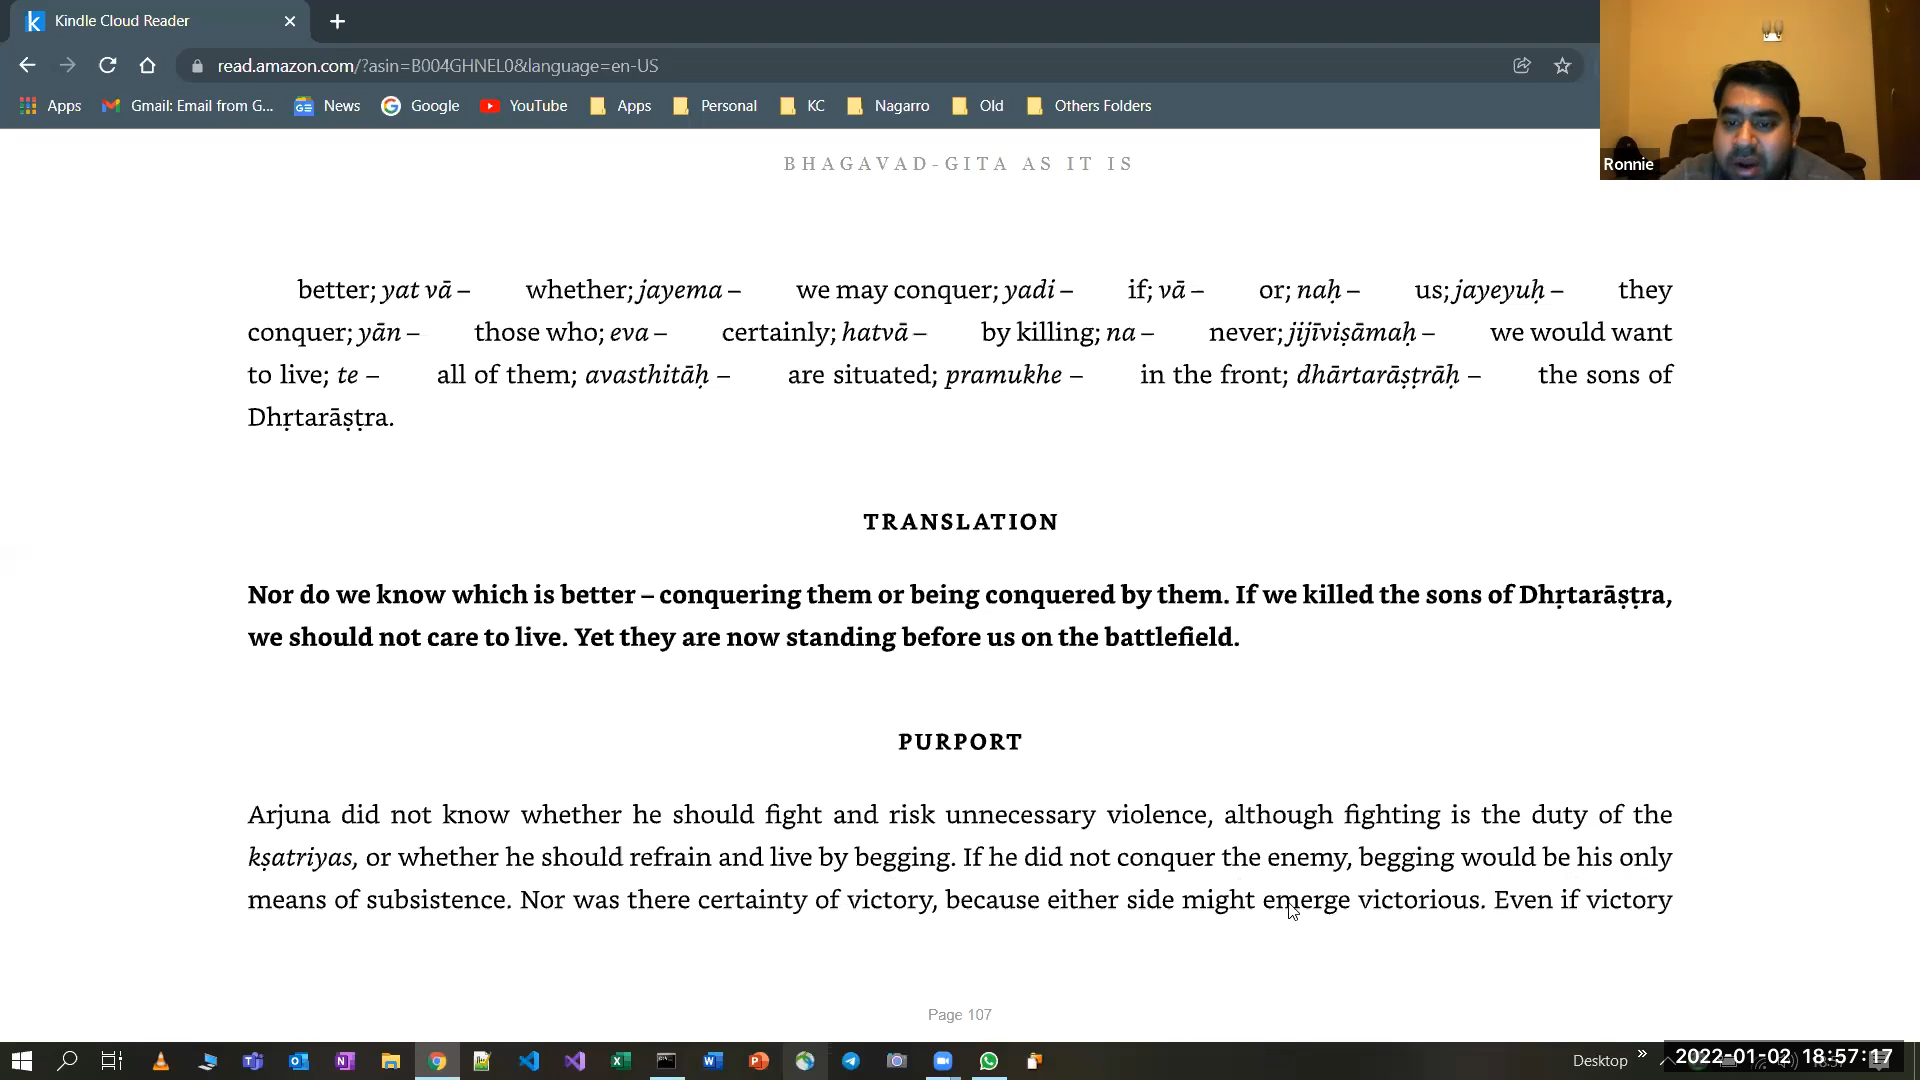 Kindle Cloud Reader
read.amazon.com/?asin=B004GHNEL0&language=en-US
Apps Gmail: Email from G... News Google YouTube Apps Personal KC Nagarro Old Others Folders
Ronnie
BHAGAVAD-GITA AS IT IS
better; yat vā – whether; jayema – we may conquer; yadi – if; vā – or; naḥ – us; jayeyuḥ – they
conquer; yān – those who; eva – certainly; hatvā – by killing; na – never; jijīviṣāmaḥ – we would want
to live; te – all of them; avasthitāḥ – are situated; pramukhe – in the front; dhārtarāṣṭrāḥ – the sons of
Dhṛtarāṣṭra.
TRANSLATION
Nor do we know which is better – conquering them or being conquered by them. If we killed the sons of Dhṛtarāṣṭra,
we should not care to live. Yet they are now standing before us on the battlefield.
PURPORT
Arjuna did not know whether he should fight and risk unnecessary violence, although fighting is the duty of the
kṣatriyas, or whether he should refrain and live by begging. If he did not conquer the enemy, begging would be his only
means of subsistence. Nor was there certainty of victory, because either side might emerge victorious. Even if victory
Page 107
Desktop
2022-01-02 18:57:17